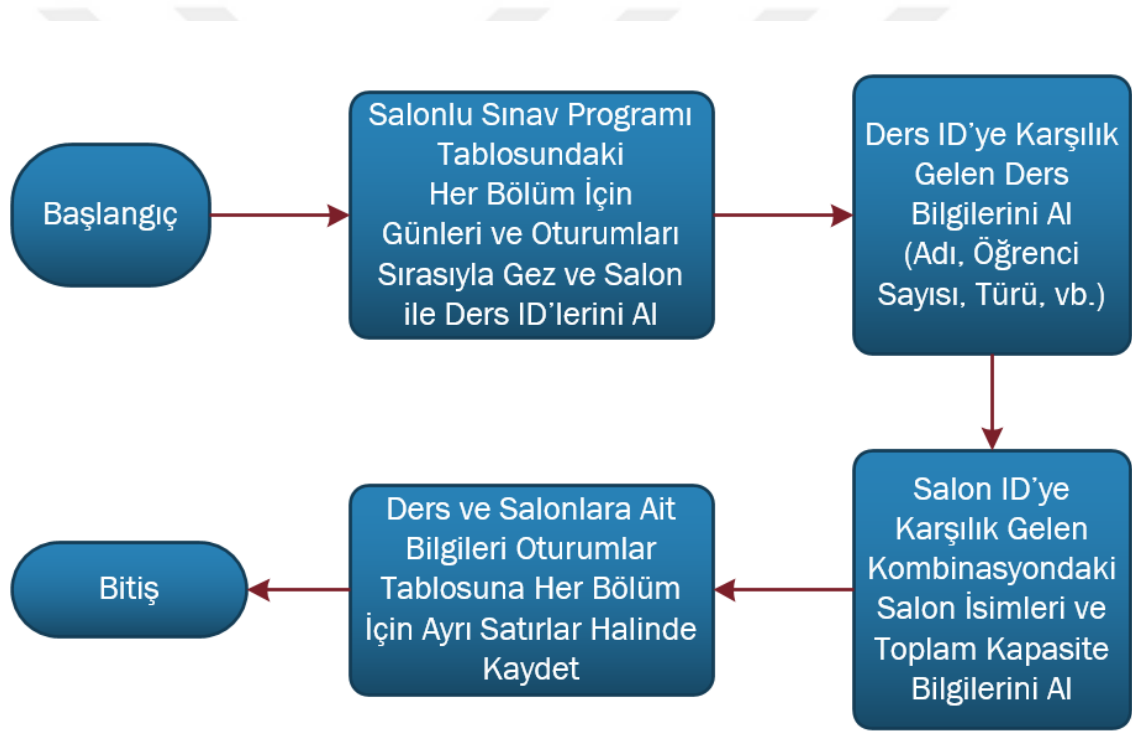 Başlangıç
Salonlu Sınav Programı
Tablosundaki
Her Bölüm İçin
Günleri ve Oturumları
Sırasıyla Gez ve Salon
ile Ders ID’lerini Al
Ders ID’ye Karşılık
Gelen Ders
Bilgilerini Al
(Adı, Öğrenci
Sayısı, Türü, vb.)
Salon ID’ye
Karşılık Gelen
Kombinasyondaki
Salon İsimleri ve
Toplam Kapasite
Bilgilerini Al
Ders ve Salonlara Ait
Bilgileri Oturumlar
Tablosuna Her Bölüm
İçin Ayrı Satırlar Halinde
Kaydet
Bitiş